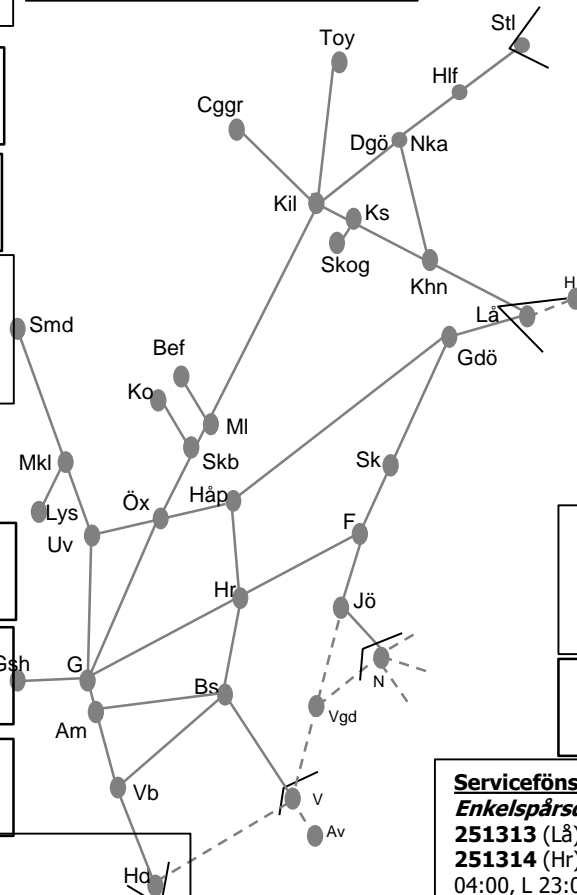 Stl
Toy
Hlf
Cggr
Dgö
Nka
Kil
Ks
Skog
Khn
H
Lå
Smd
Gdö
Bef
Ko
Ml
Skb
Mkl
Sk
Håp
Öx
Lys
F
Uv
Hr
Jö
Gsh
G
N
Bs
Vgd
Am
Vb
V
Av
Hd
Serviceföns
Enkelspårsd
251313 (Lå)
251314 (Hr)
04:00, L 23:0